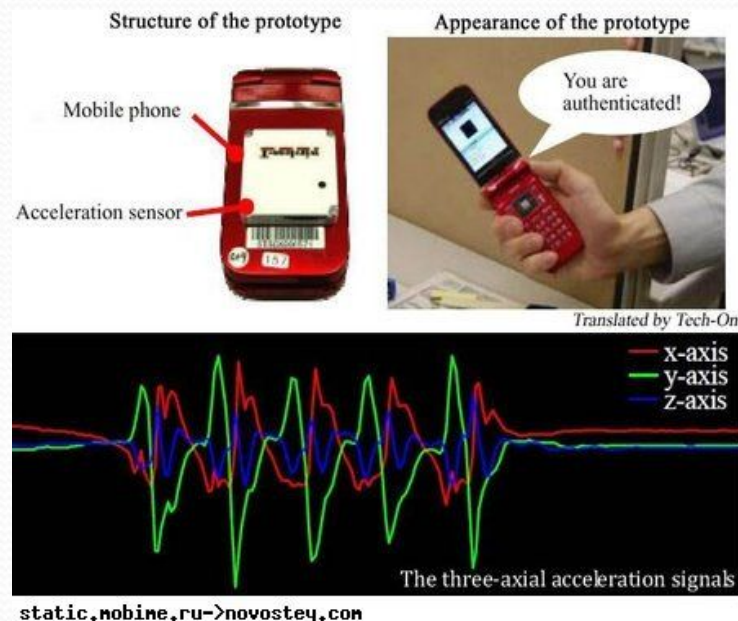 Structure of the prototype
Appearance of the prototype
Mobile phone
Acceleration sensor
157
You are
authenticated!
Translated by Tech-On
x-axis
y-axis
z-axis
The three-axial acceleration signals
static.mobime.ru->novostey.com